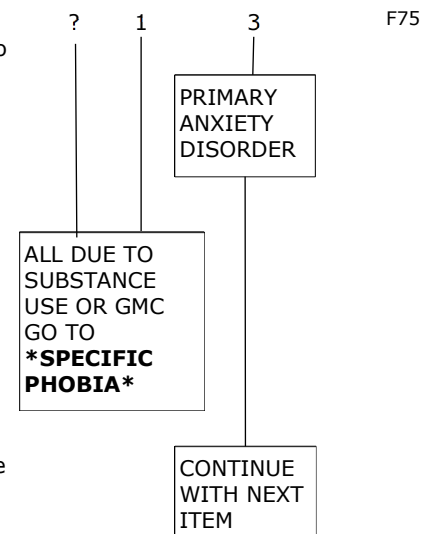 ? 1 3 F75
o
PRIMARY
ANXIETY
DISORDER
ALL DUE TO
SUBSTANCE
USE OR GMC
GO TO
*SPECIFIC
PHOBIA*
e
CONTINUE
WITH NEXT
ITEM